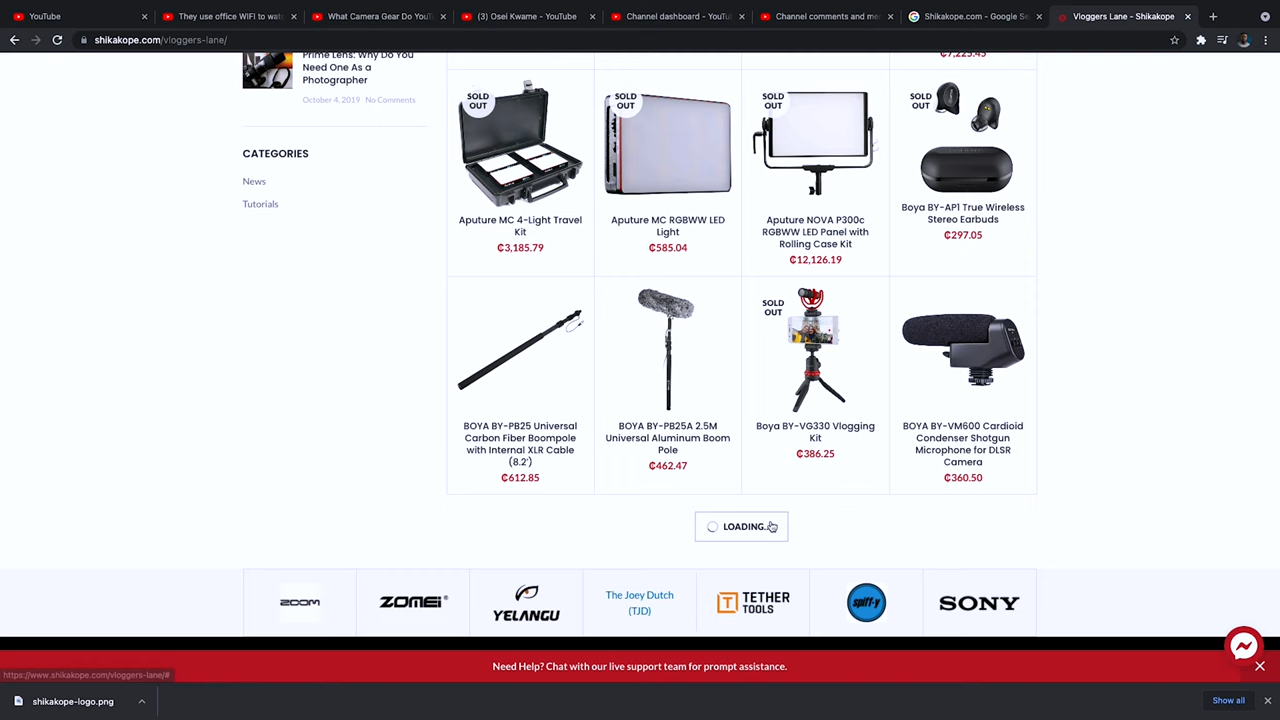 YouTube
They use office WIFI to wat
What Camera Gear Do YouT
(3) Osei Kwame - YouTube
Channel dashboard - YouTu
Channel comments and me
Shikakope.com - Google Se
Vloggers Lane - Shikakope
shikakope.com/vloggers-lane/
Prime Lens: Why Do You
Need One As a
Photographer
October 4, 2019 No Comments
CATEGORIES
News
Tutorials
₵7,225.45
SOLD
OUT
Aputure MC 4-Light Travel
Kit
₵3,185.79
SOLD
OUT
Aputure MC RGBWW LED
Light
₵585.04
SOLD
OUT
Aputure NOVA P300c
RGBWW LED Panel with
Rolling Case Kit
₵12,126.19
SOLD
OUT
Boya BY-AP1 True Wireless
Stereo Earbuds
₵297.05
BOYA BY-PB25 Universal
Carbon Fiber Boompole
with Internal XLR Cable
(8.2')
₵612.85
BOYA BY-PB25A 2.5M
Universal Aluminum Boom
Pole
₵462.47
SOLD
OUT
Boya BY-VG330 Vlogging
Kit
₵386.25
BOYA BY-VM600 Cardioid
Condenser Shotgun
Microphone for DLSR
Camera
₵360.50
LOADING...
zoom
ZOMEI®
YELANGU
The Joey Dutch
(TJD)
TETHER
TOOLS
spiff-y
SONY
Need Help? Chat with our live support team for prompt assistance.
https://www.shikakope.com/vloggers-lane/#
shikakope-logo.png
Show all